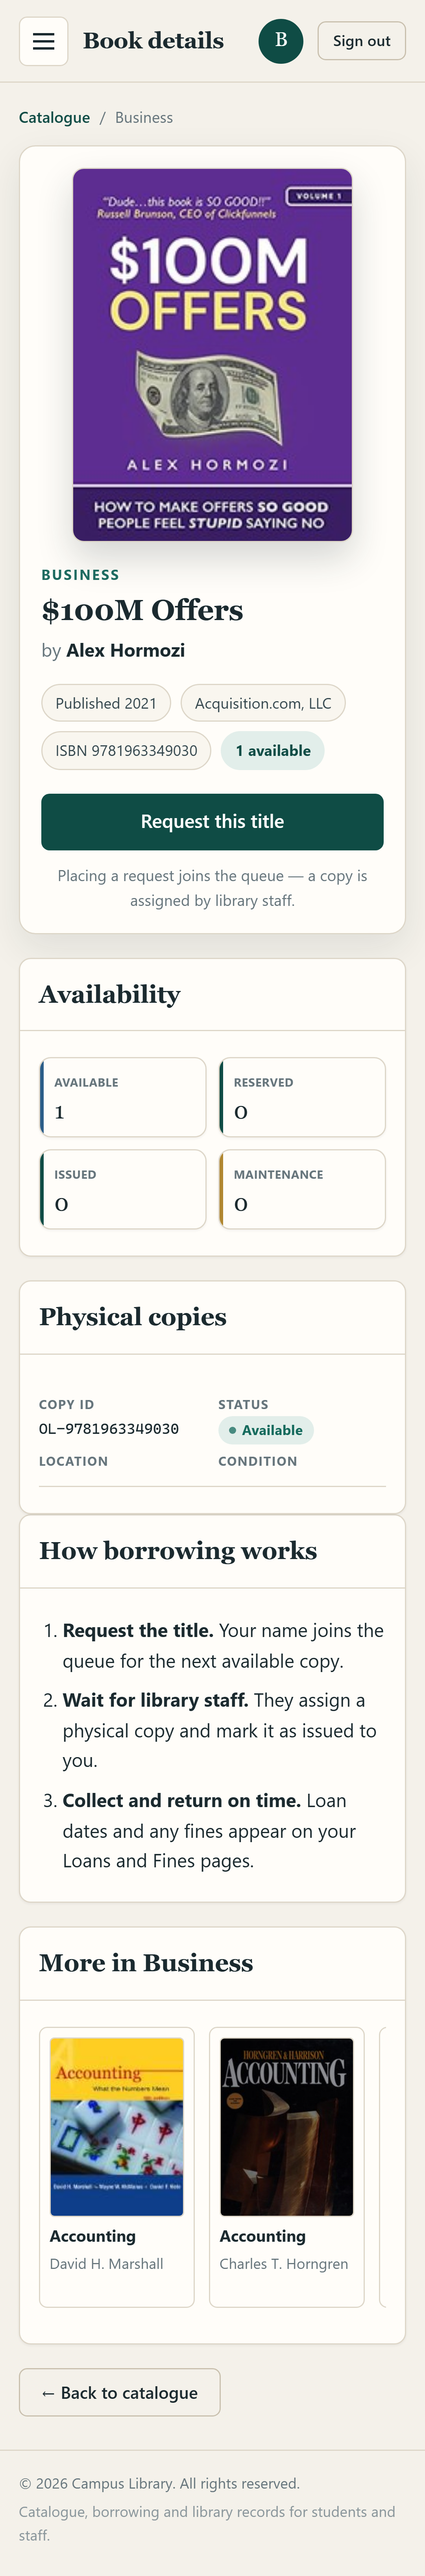 Book details
B
Sign out
Catalogue / Business
"Dude...this book is SO GOOD!!"
Russell Brunson, CEO of Clickfunnels
VOLUME 1
$100M
OFFERS
ALEX HORMOZI
HOW TO MAKE OFFERS SO GOOD
PEOPLE FEEL STUPID SAYING NO
BUSINESS
$100M Offers
by Alex Hormozi
Published 2021
Acquisition.com, LLC
ISBN 9781963349030
1 available
Request this title
Placing a request joins the queue — a copy is
assigned by library staff.
Availability
AVAILABLE
1
RESERVED
0
ISSUED
0
MAINTENANCE
0
Physical copies
COPY ID
OL-9781963349030
STATUS
Available
LOCATION
CONDITION
How borrowing works
1. Request the title. Your name joins the
queue for the next available copy.
2. Wait for library staff. They assign a
physical copy and mark it as issued to
you.
3. Collect and return on time. Loan
dates and any fines appear on your
Loans and Fines pages.
More in Business
Accounting
What the Numbers Mean
David H. Marshall
Accounting
David H. Marshall
HORNGREN & HARRISON
ACCOUNTING
Accounting
Charles T. Horngren
← Back to catalogue
© 2026 Campus Library. All rights reserved.
Catalogue, borrowing and library records for students and
staff.